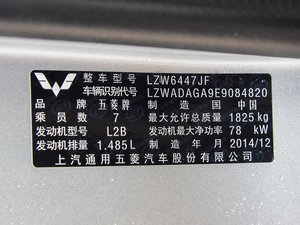 整车型号 LZW6447JF
车辆识别代号 LZWADAGA9E9084820
品牌 五菱牌 制造国 中国
乘员数 7 最大允许总质量 1825 kg
发动机型号 L2B 发动机最大净功率 78 kW
发动机排量 1.485L 制造年月 2014/12
上汽通用五菱汽车股份有限公司